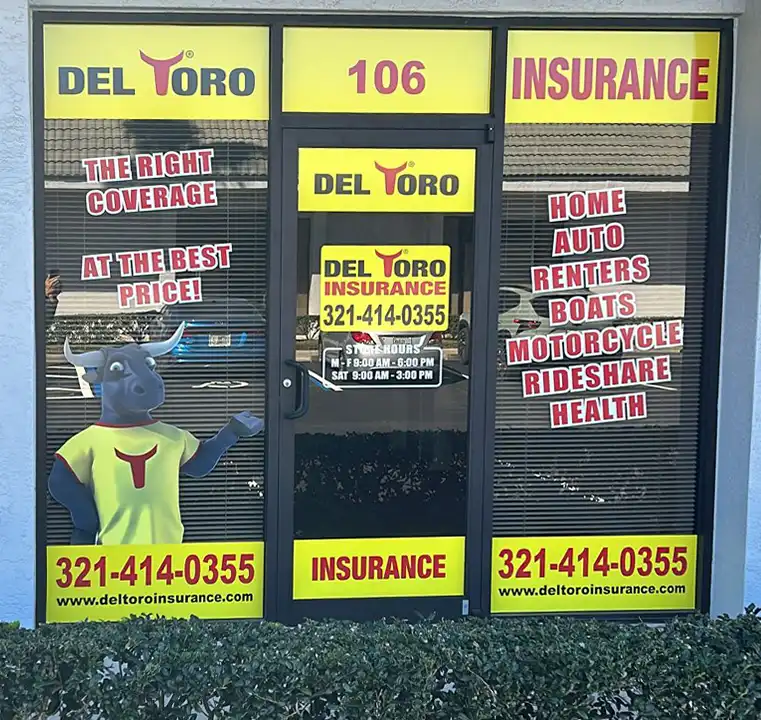 DEL TORO®
THE RIGHT
COVERAGE
AT THE BEST
PRICE!
321-414-0355
www.deltoroinsurance.com
106
DEL TORO
DEL TORO®
INSURANCE
321-414-0355
STORE HOURS
M - F 9:00 AM - 6:00 PM
SAT 9:00 AM - 3:00 PM
INSURANCE
INSURANCE
HOME
AUTO
RENTERS
BOATS
MOTORCYCLE
RIDESHARE
HEALTH
321-414-0355
www.deltoroinsurance.com